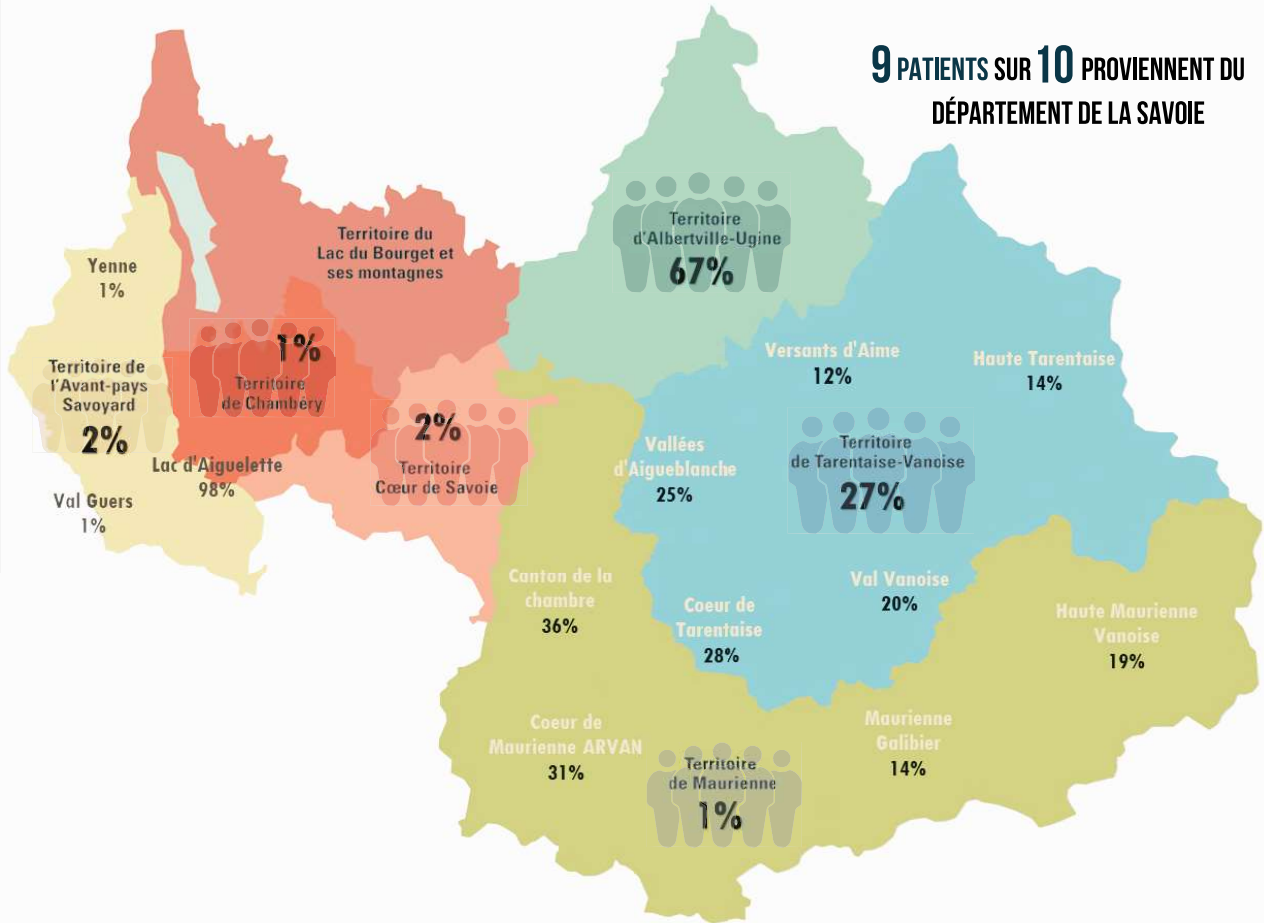 9 PATIENTS SUR 10 PROVIENNENT DU
DÉPARTEMENT DE LA SAVOIE
Territoire
d'Albertville-Ugine
67%
Territoire du
Lac du Bourget et
ses montagnes
Yenne
1%
1%
Territoire
de Chambéry
Territoire de
l'Avant-pays
Savoyard
2%
Lac d'Aiguelette
98%
Val Guers
1%
2%
Territoire
Cœur de Savoie
Versants d'Aime
12%
Haute Tarentaise
14%
Vallées
d'Aigueblanche
25%
Territoire
de Tarentaise-Vanoise
27%
Val Vanoise
20%
Coeur de
Tarentaise
28%
Canton de la
chambre
36%
Haute Maurienne
Vanoise
19%
Coeur de
Maurienne ARVAN
31%
Maurienne
Galibier
14%
Territoire
de Maurienne
1%